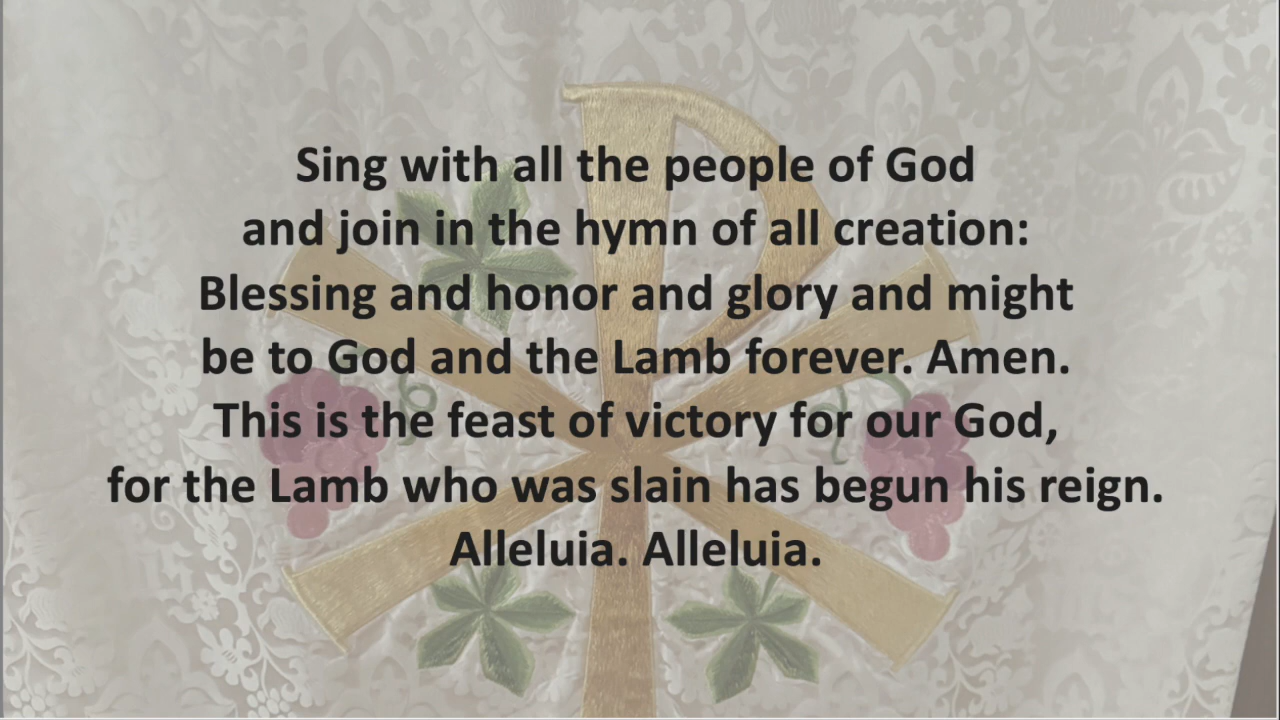 Sing with all the people of God
and join in the hymn of all creation:
Blessing and honor and glory and might
be to God and the Lamb forever. Amen.
This is the feast of victory for our God,
for the Lamb who was slain has begun his reign.
Alleluia. Alleluia.